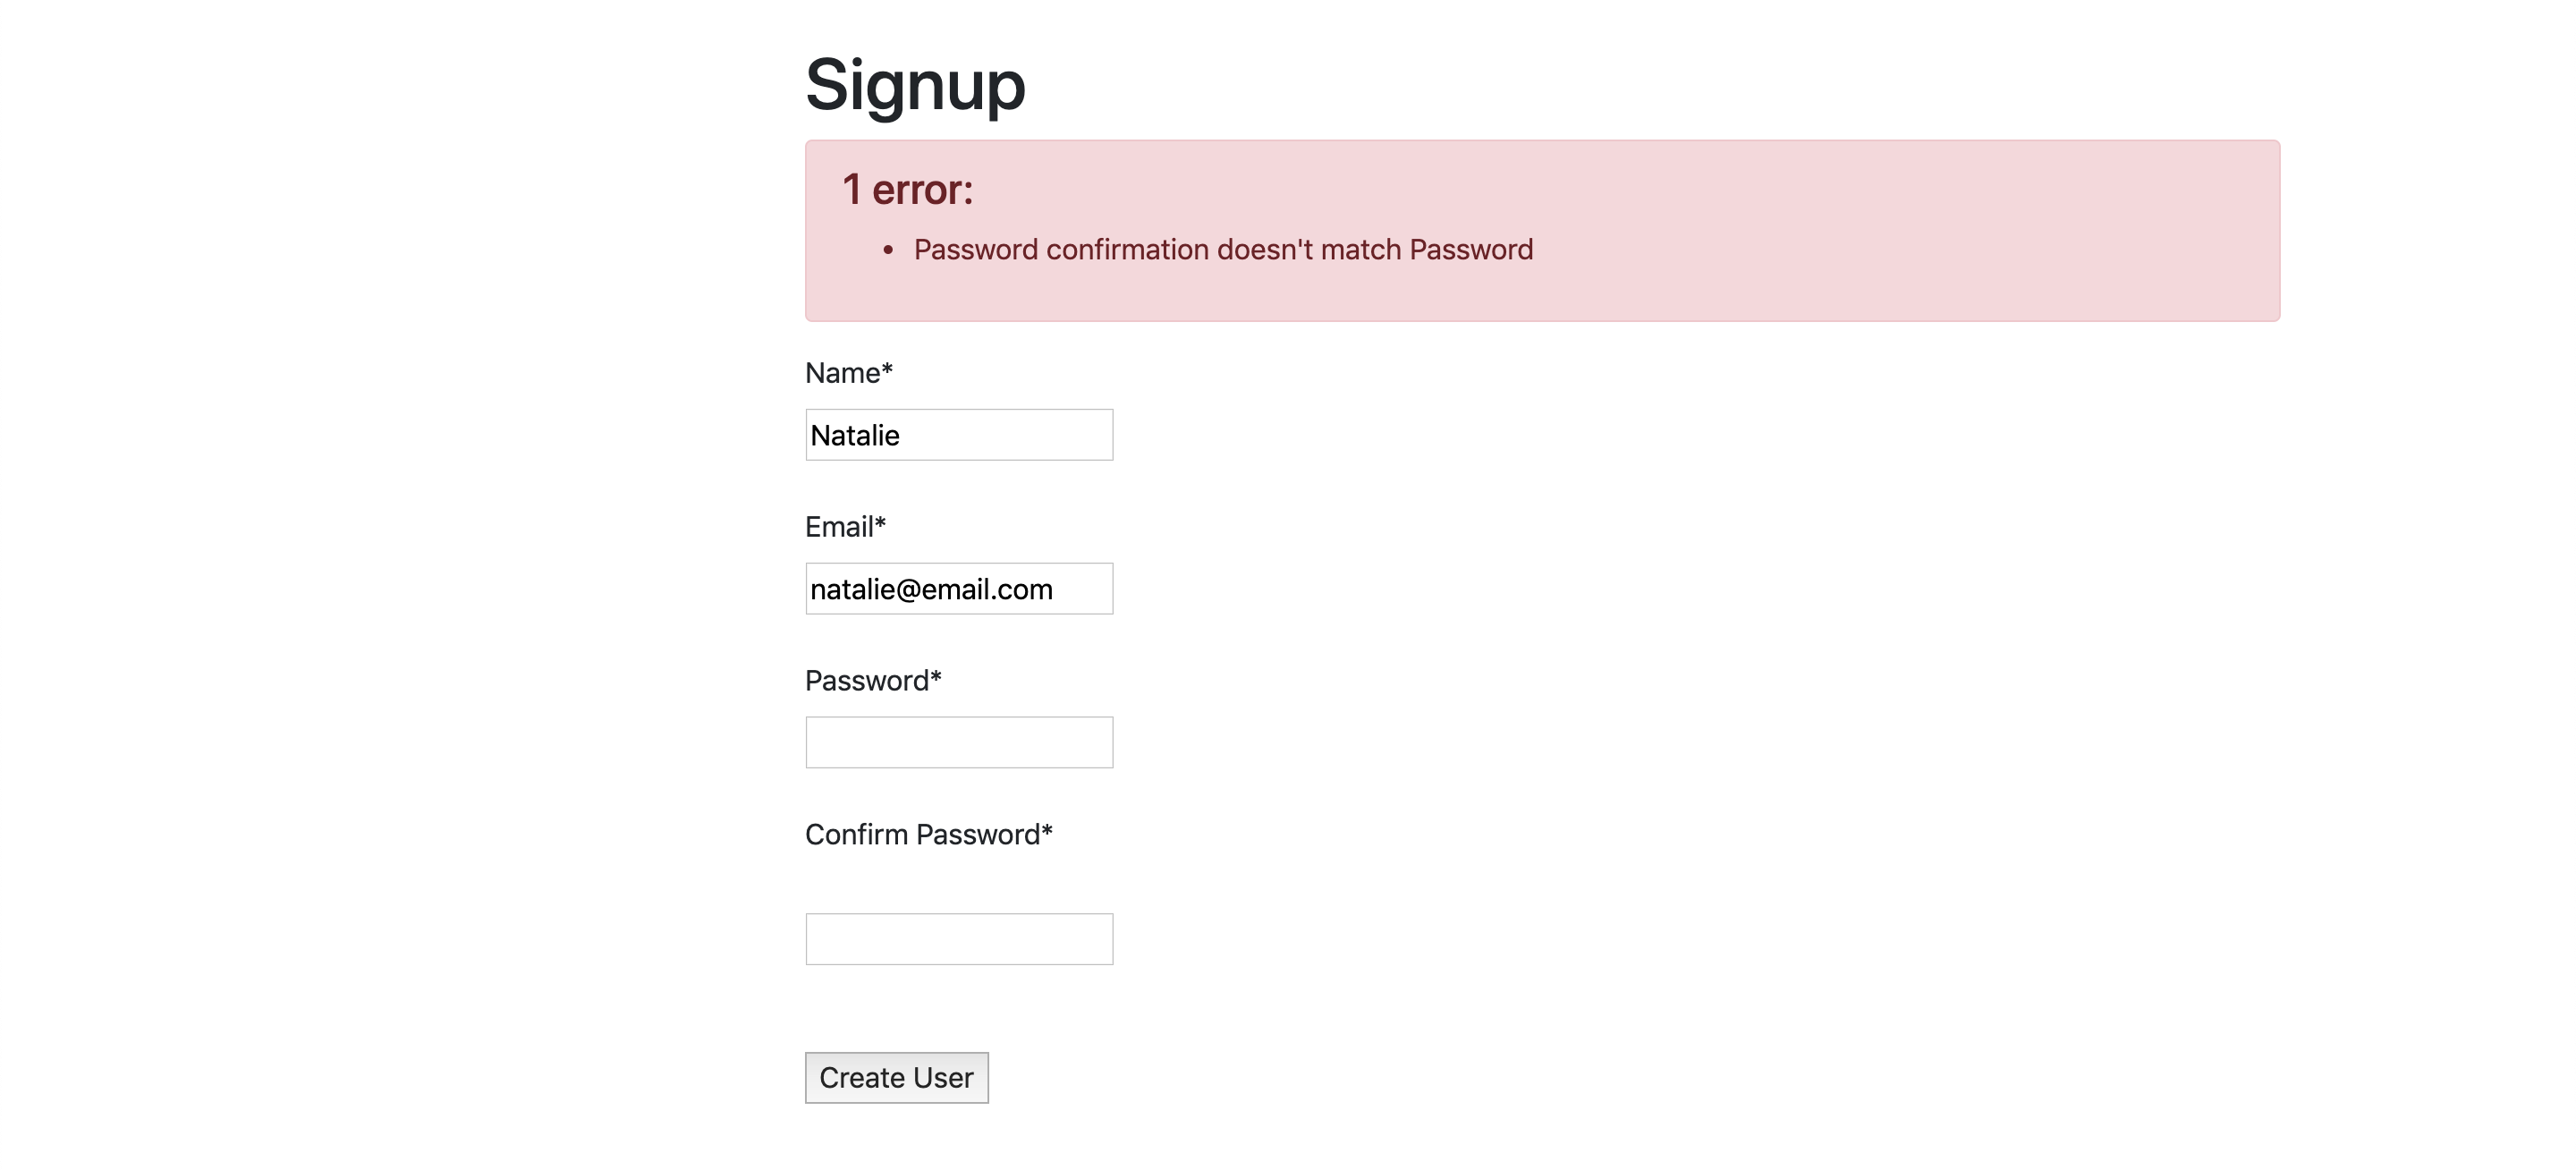 Signup
1 error:
• Password confirmation doesn't match Password
Name*
Natalie
Email*
natalie@email.com
Password*
Confirm Password*
Create User